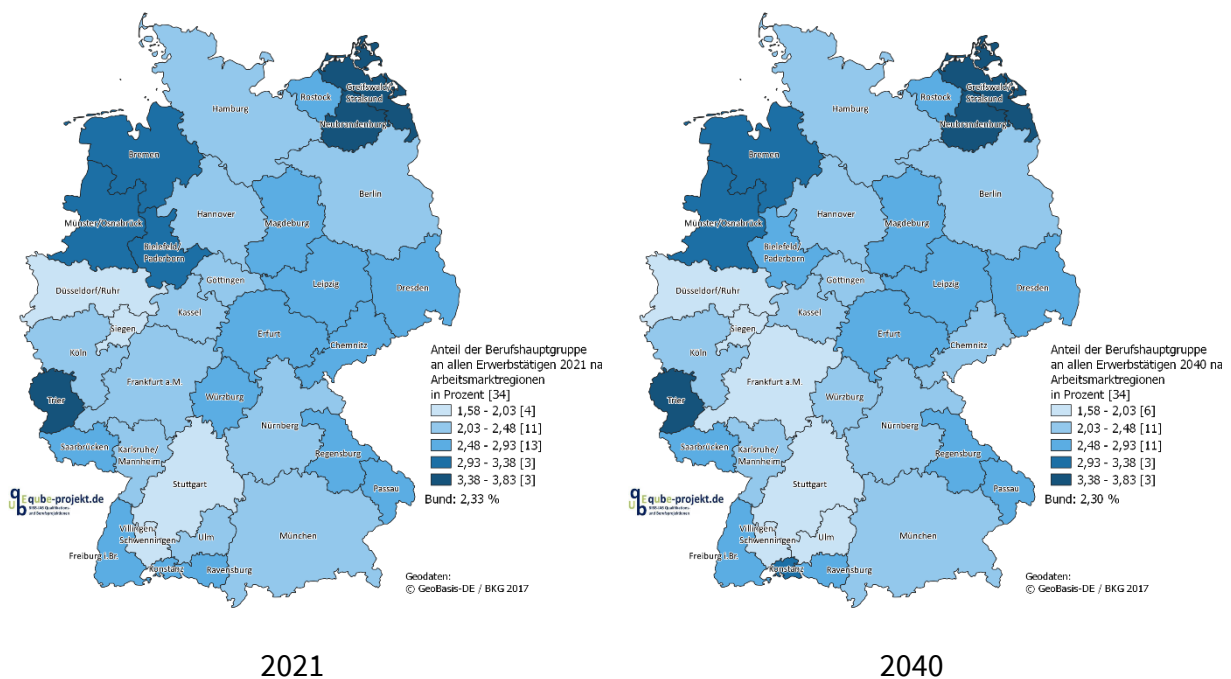 Hamburg
Rostock
Greifswald/
Stralsund
Neubrandenburg
Bremen
Berlin
Münster/Osnabrück
Hannover
Magdeburg
Bielefeld/
Paderborn
Düsseldorf/Ruhr
Göttingen
Leipzig
Dresden
Kassel
Siegen
Köln
Erfurt
Chemnitz
Frankfurt a.M.
Trier
Würzburg
Nürnberg
Saarbrücken
Karlsruhe/
Mannheim
Regensburg
Stuttgart
Passau
Villingen/
Schwenningen
Ulm
München
Freiburg i.Br.
Konstanz
Ravensburg
Anteil der Berufshauptgruppe
an allen Erwerbstätigen 2021 na
Arbeitsmarktregionen
in Prozent [34]
1,58 - 2,03 [4]
2,03 - 2,48 [11]
2,48 - 2,93 [13]
2,93 - 3,38 [3]
3,38 - 3,83 [3]
Bund: 2,33 %
qube-projekt.de
Geodaten:
© GeoBasis-DE / BKG 2017
2021
Hamburg
Rostock
Greifswald/
Stralsund
Neubrandenburg
Bremen
Berlin
Münster/Osnabrück
Hannover
Magdeburg
Bielefeld/
Paderborn
Düsseldorf/Ruhr
Göttingen
Leipzig
Dresden
Kassel
Siegen
Köln
Erfurt
Chemnitz
Frankfurt a.M.
Trier
Würzburg
Nürnberg
Saarbrücken
Karlsruhe/
Mannheim
Regensburg
Stuttgart
Passau
Villingen/
Schwenningen
Ulm
München
Freiburg i.Br.
Konstanz
Ravensburg
Anteil der Berufshauptgruppe
an allen Erwerbstätigen 2040 na
Arbeitsmarktregionen
in Prozent [34]
1,58 - 2,03 [6]
2,03 - 2,48 [11]
2,48 - 2,93 [11]
2,93 - 3,38 [3]
3,38 - 3,83 [3]
Bund: 2,30 %
qube-projekt.de
Geodaten:
© GeoBasis-DE / BKG 2017
2040